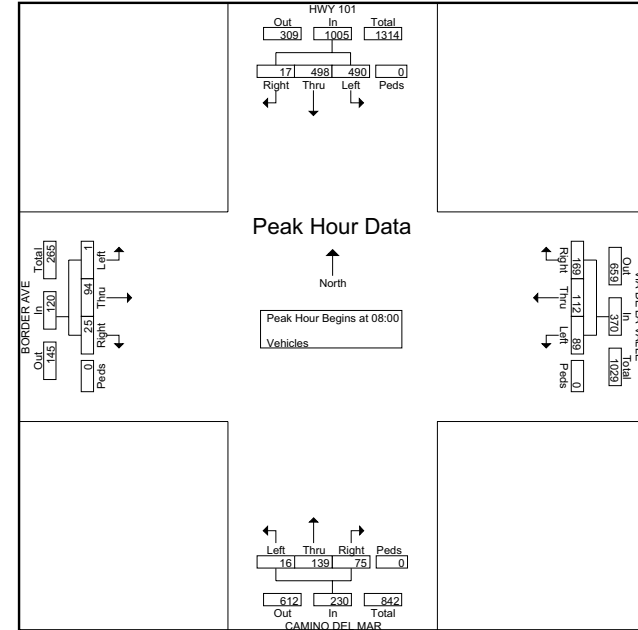 HWY 101
Out In Total
309 1005 1314
17 498 490 0
Right Thru Left Peds
Peak Hour Data
North
Peak Hour Begins at 08:00
Vehicles
BORDER AVE
Total In Out
265 120 145
1 94 25 0
Left Thru Right Peds
Out In Total
659 370 1029
Right Thru Left Peds
169 112 89 0
Left Thru Right Peds
16 139 75 0
612 230 842
Out In Total
CAMINO DEL MAR